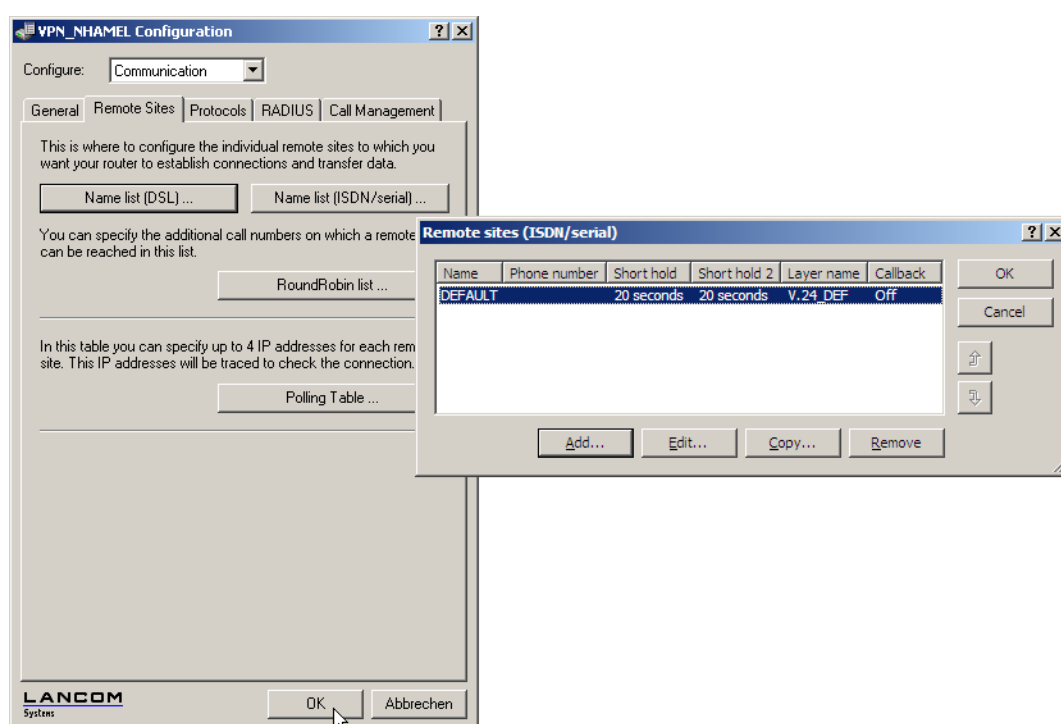 VPN_NHAMEL Configuration
Configure: Communication
General Remote Sites Protocols RADIUS Call Management
This is where to configure the individual remote sites to which you
want your router to establish connections and transfer data.
Name list (DSL) ... Name list (ISDN/serial) ...
You can specify the additional call numbers on which a remote
can be reached in this list.
RoundRobin list ...
In this table you can specify up to 4 IP addresses for each rem
site. This IP addresses will be traced to check the connection.
Polling Table ...
LANCOM
Systems
OK Abbrechen
Remote sites (ISDN/serial)
Name Phone number Short hold Short hold 2 Layer name Callback
DEFAULT 20 seconds 20 seconds V.24_DEF Off
OK
Cancel
Add... Edit... Copy... Remove